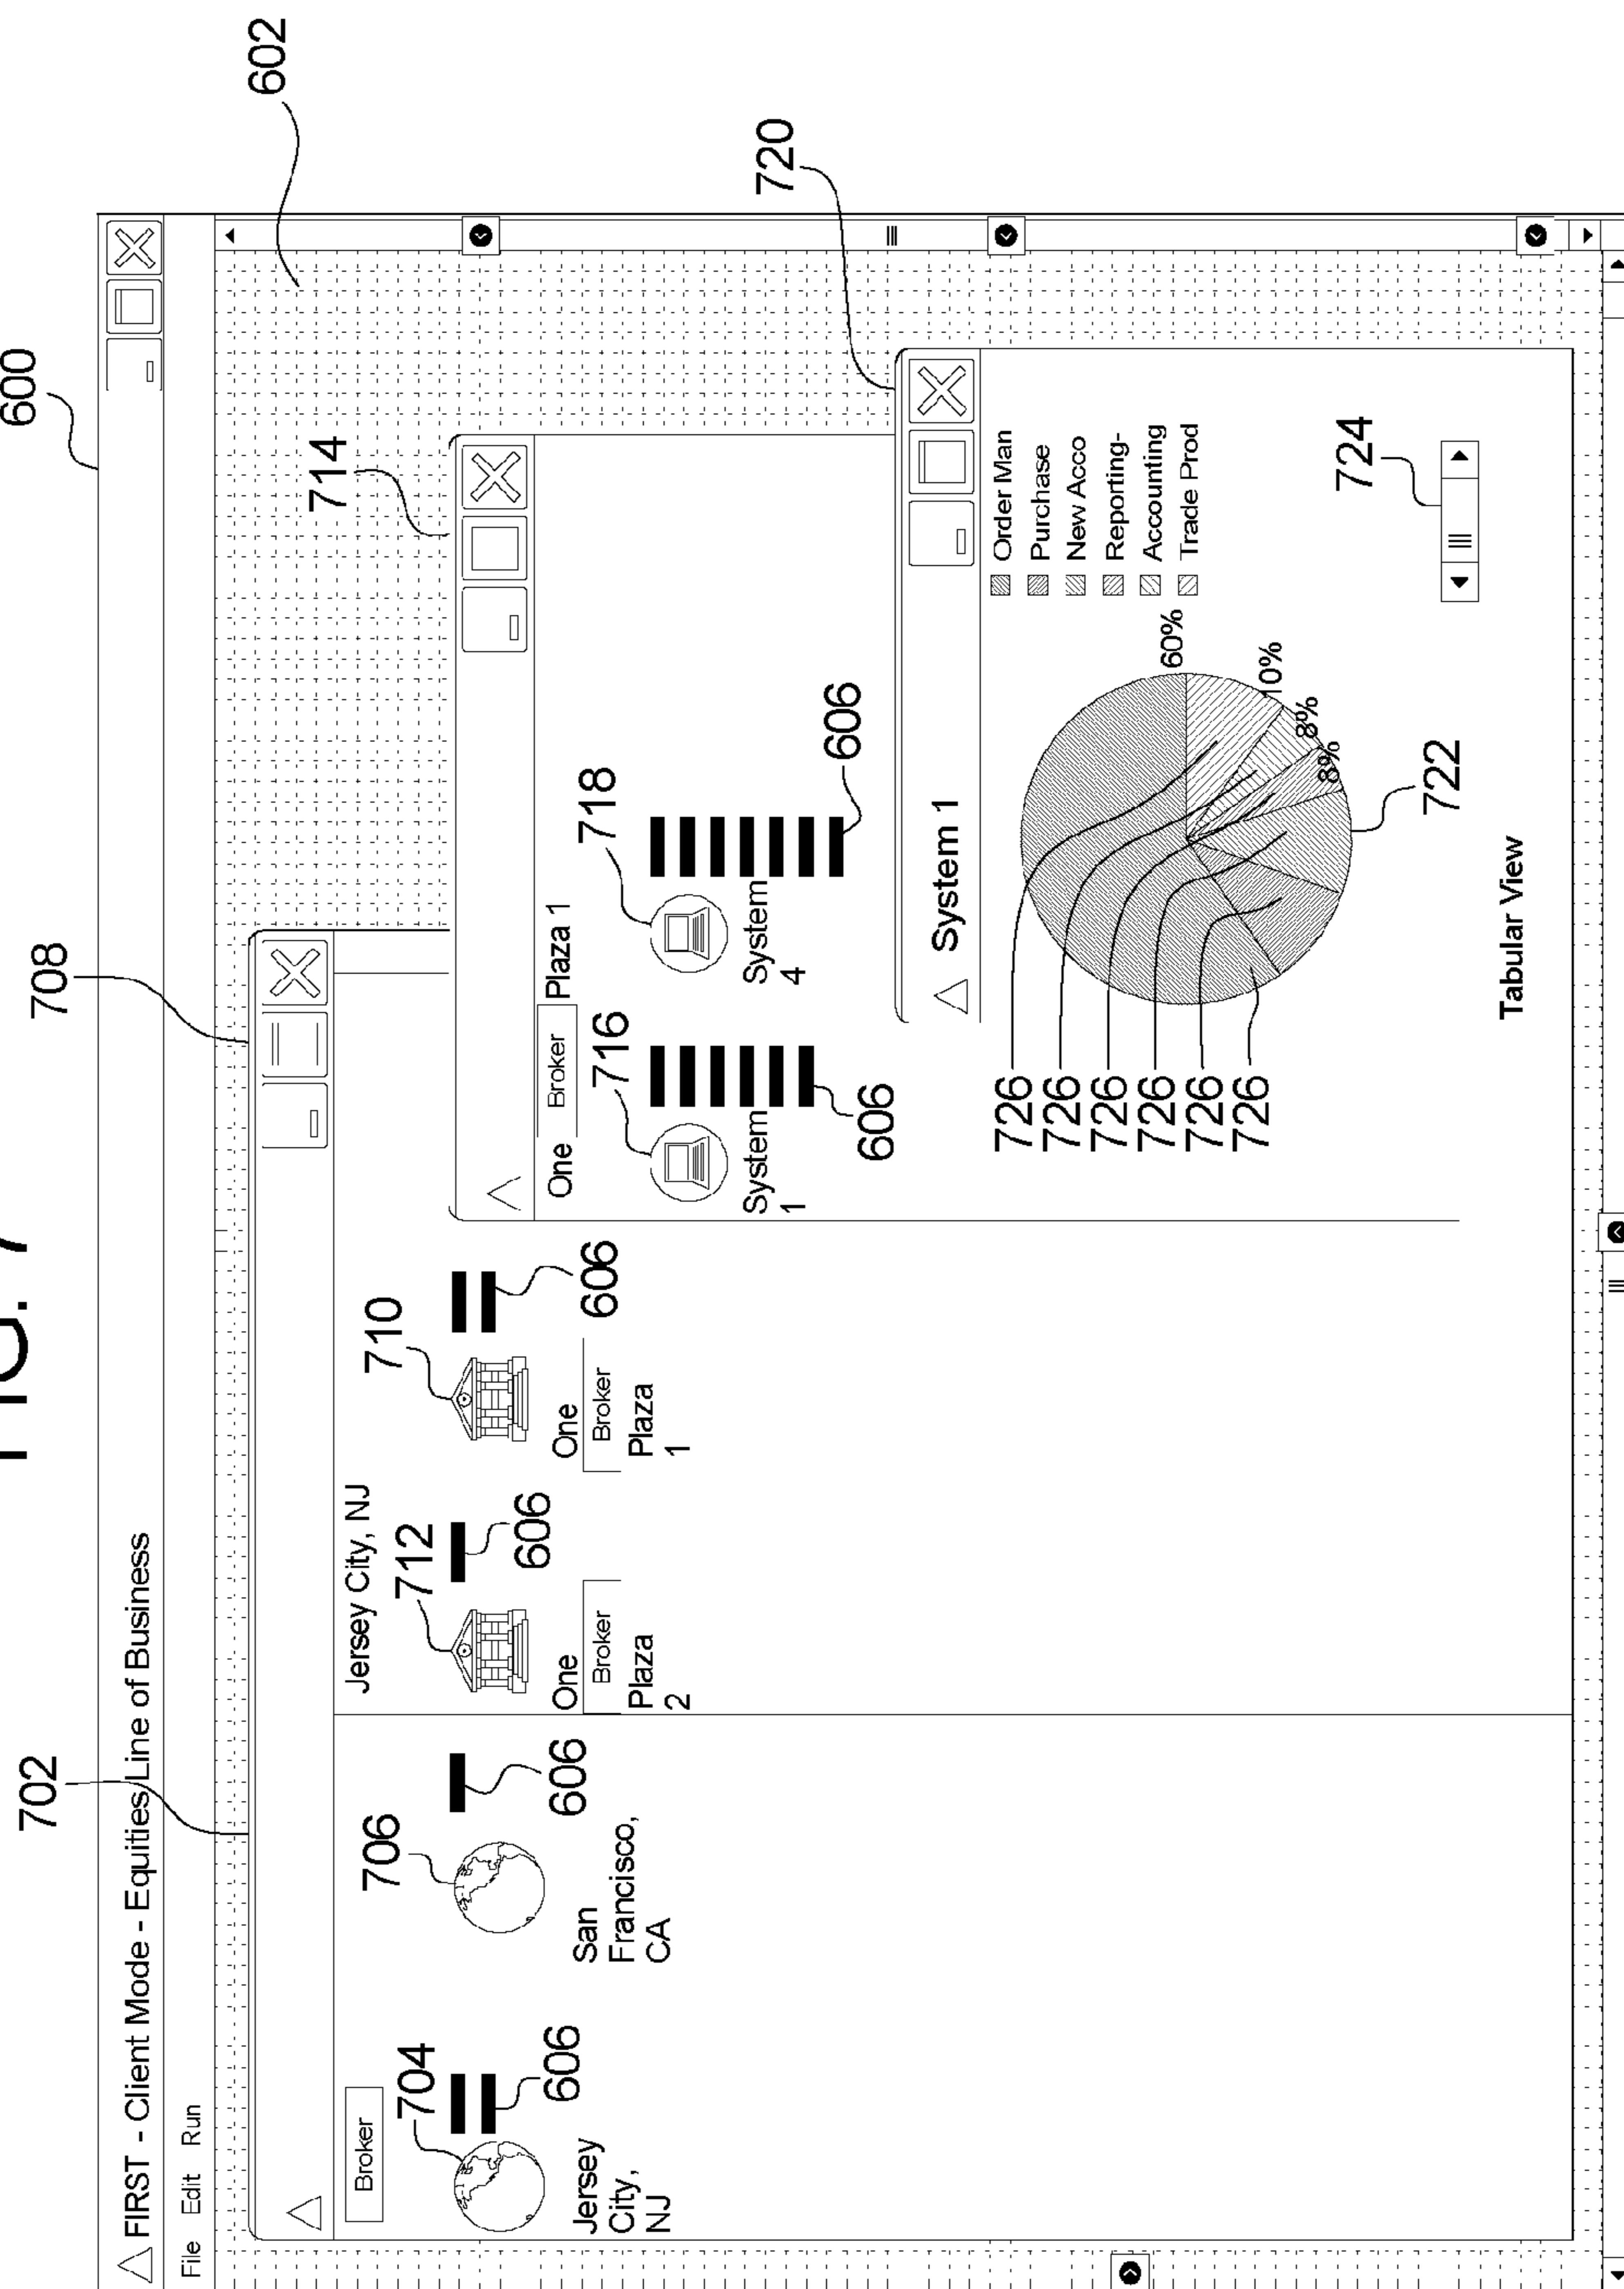 FIG. 7
600
602
△ FIRST - Client Mode - Equities Line of Business
File Edit Run
702
708
714
720
Broker
704
606
Jersey
City,
NJ
706
606
San
Francisco,
CA
Jersey City, NJ
712
606
One
Broker
Plaza
2
710
606
One
Broker
Plaza
1
One Broker Plaza 1
716
606
System
1
718
606
System
4
System 1
Order Man
Purchase
New Acco
Reporting-
Accounting
Trade Prod
60%
10%
8%
8%
726
726
726
726
726
726
722
724
Tabular View